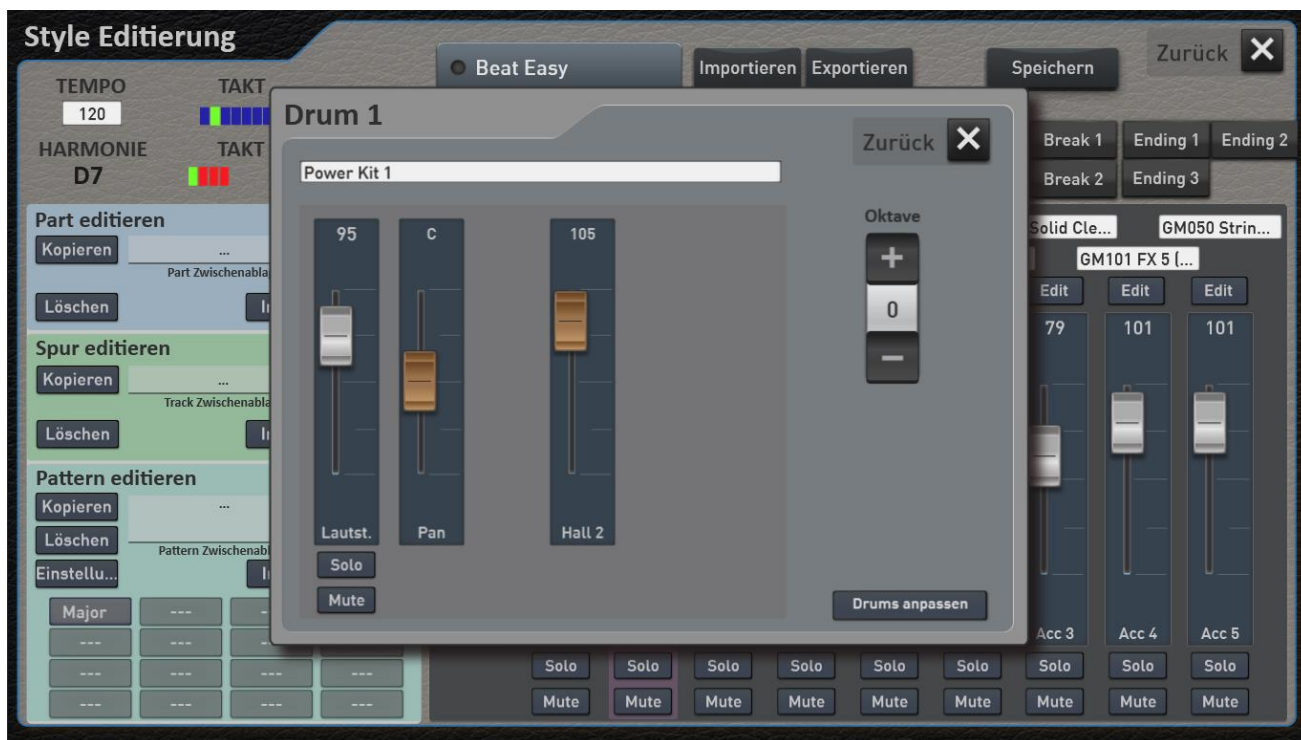 Style Editierung
Beat Easy
Importieren
Exportieren
Speichern
Zurück
TEMPO
TAKT
120
HARMONIE
TAKT
D7
Break 1
Ending 1
Ending 2
Break 2
Ending 3
Part editieren
Kopieren
...
Part Zwischenabla
Löschen
Spur editieren
Kopieren
...
Track Zwischenabla
Löschen
Pattern editieren
Kopieren
...
Löschen
Pattern Zwischenabl
Einstellu...
Major
---
---
---
---
---
---
---
---
---
---
---
Drum 1
Zurück
Power Kit 1
95
C
105
Lautst.
Pan
Hall 2
Solo
Mute
Oktave
+
0
−
Drums anpassen
Solid Cle...
GM050 Strin...
GM101 FX 5 (...
Edit
Edit
Edit
79
101
101
Acc 3
Acc 4
Acc 5
Solo
Solo
Solo
Solo
Solo
Solo
Solo
Solo
Solo
Mute
Mute
Mute
Mute
Mute
Mute
Mute
Mute
Mute